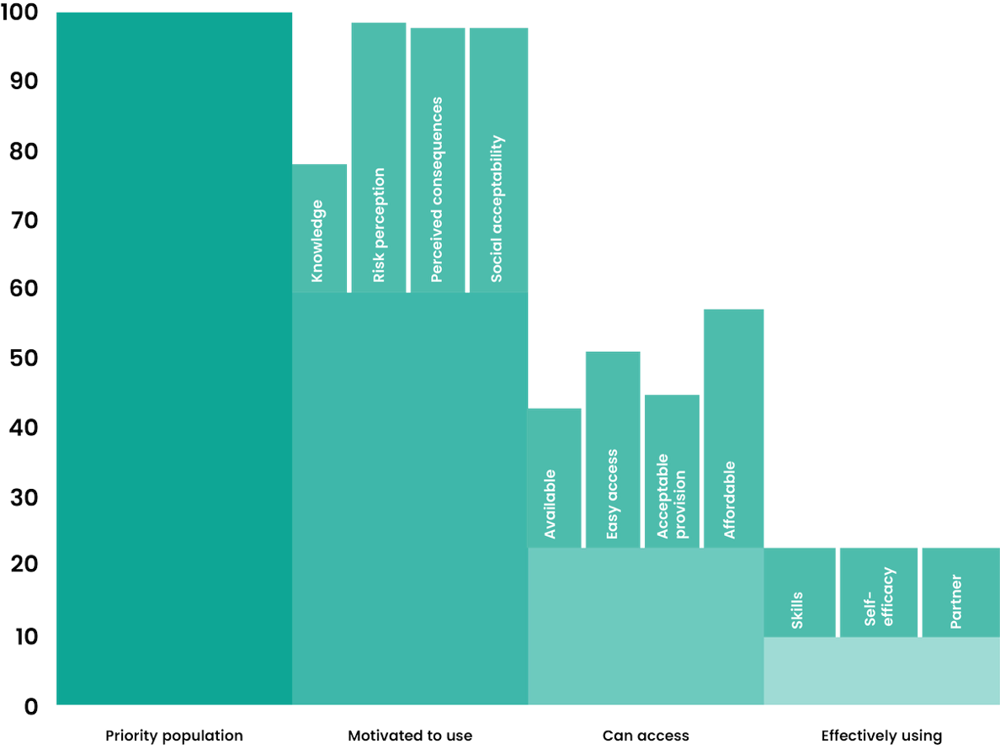 100
90
80
70
60
50
40
30
20
10
0
Knowledge
Risk perception
Perceived consequences
Social acceptability
Available
Easy access
Acceptable
provision
Affordable
Skills
Self-
efficacy
Partner
Priority population
Motivated to use
Can access
Effectively using